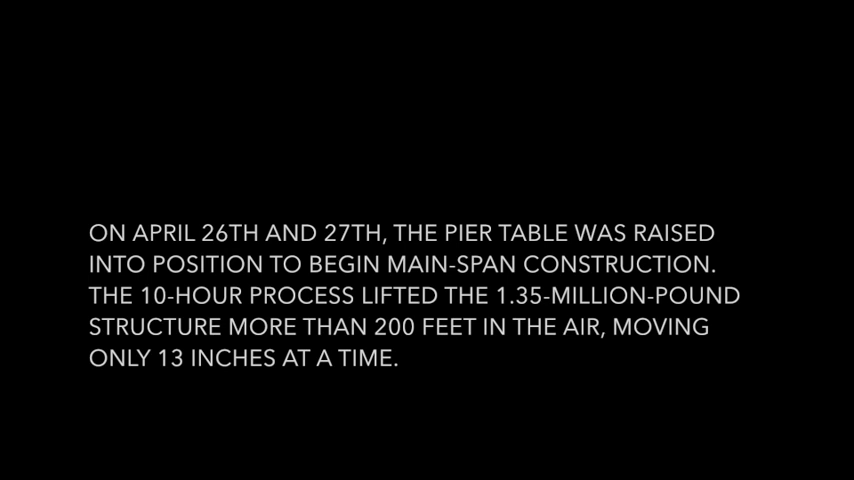 ON APRIL 26TH AND 27TH, THE PIER TABLE WAS RAISED
INTO POSITION TO BEGIN MAIN-SPAN CONSTRUCTION.
THE 10-HOUR PROCESS LIFTED THE 1.35-MILLION-POUND
STRUCTURE MORE THAN 200 FEET IN THE AIR, MOVING
ONLY 13 INCHES AT A TIME.